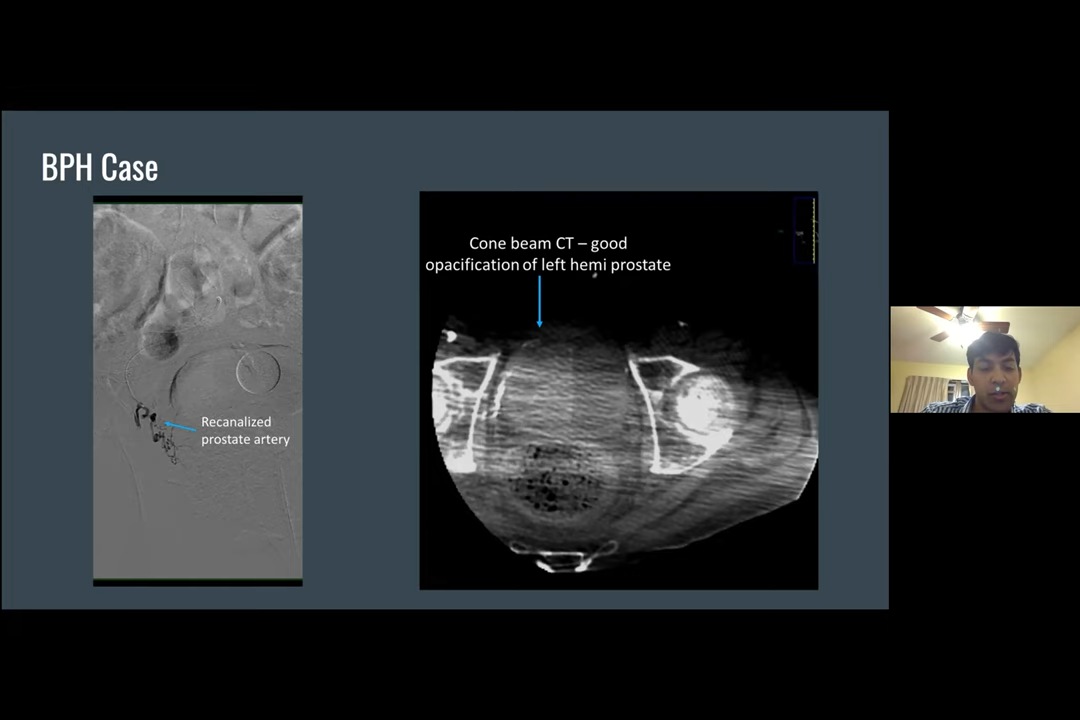 BPH Case
Recanalized
prostate artery
Cone beam CT – good
opacification of left hemi prostate